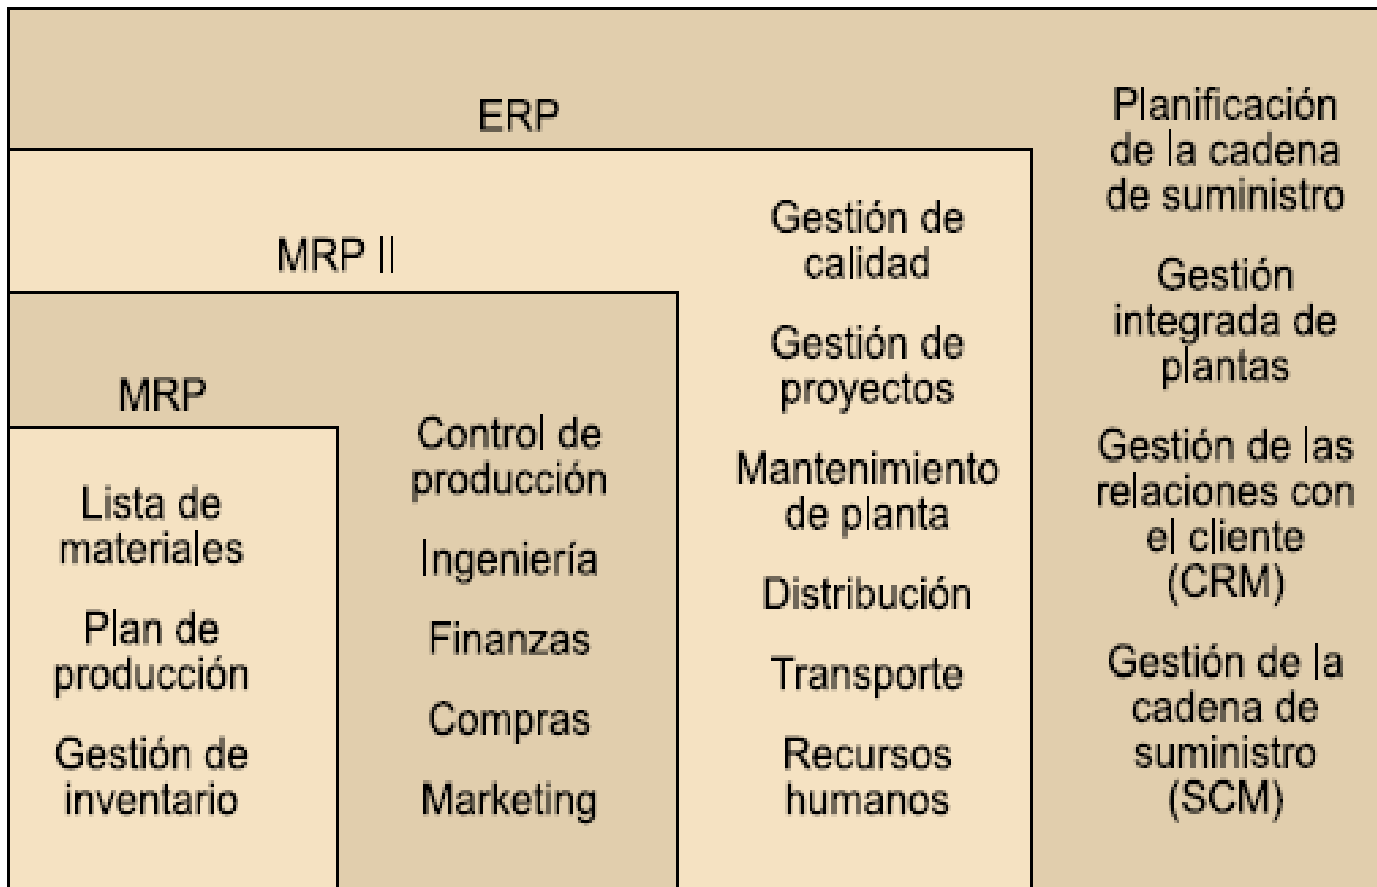 ERP
MRP II
MRP
Lista de
materiales
Plan de
producción
Gestión de
inventario
Control de
producción
Ingeniería
Finanzas
Compras
Marketing
Gestión de
calidad
Gestión de
proyectos
Mantenimiento
de planta
Distribución
Transporte
Recursos
humanos
Planificación
de la cadena
de suministro
Gestión
integrada de
plantas
Gestión de las
relaciones con
el cliente
(CRM)
Gestión de la
cadena de
suministro
(SCM)